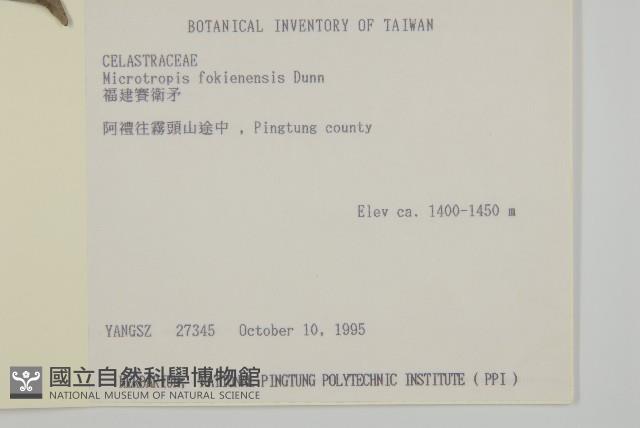 BOTANICAL INVENTORY OF TAIWAN
CELASTRACEAE
Microtropis fokienensis Dunn
福建賽衛矛
阿禮往霧頭山途中 , Pingtung county
Elev ca. 1400-1450 m
YANGSZ 27345 October 10, 1995
PINGTUNG POLYTECHNIC INSTITUTE ( PPI )
國立自然科學博物館
NATIONAL MUSEUM OF NATURAL SCIENCE